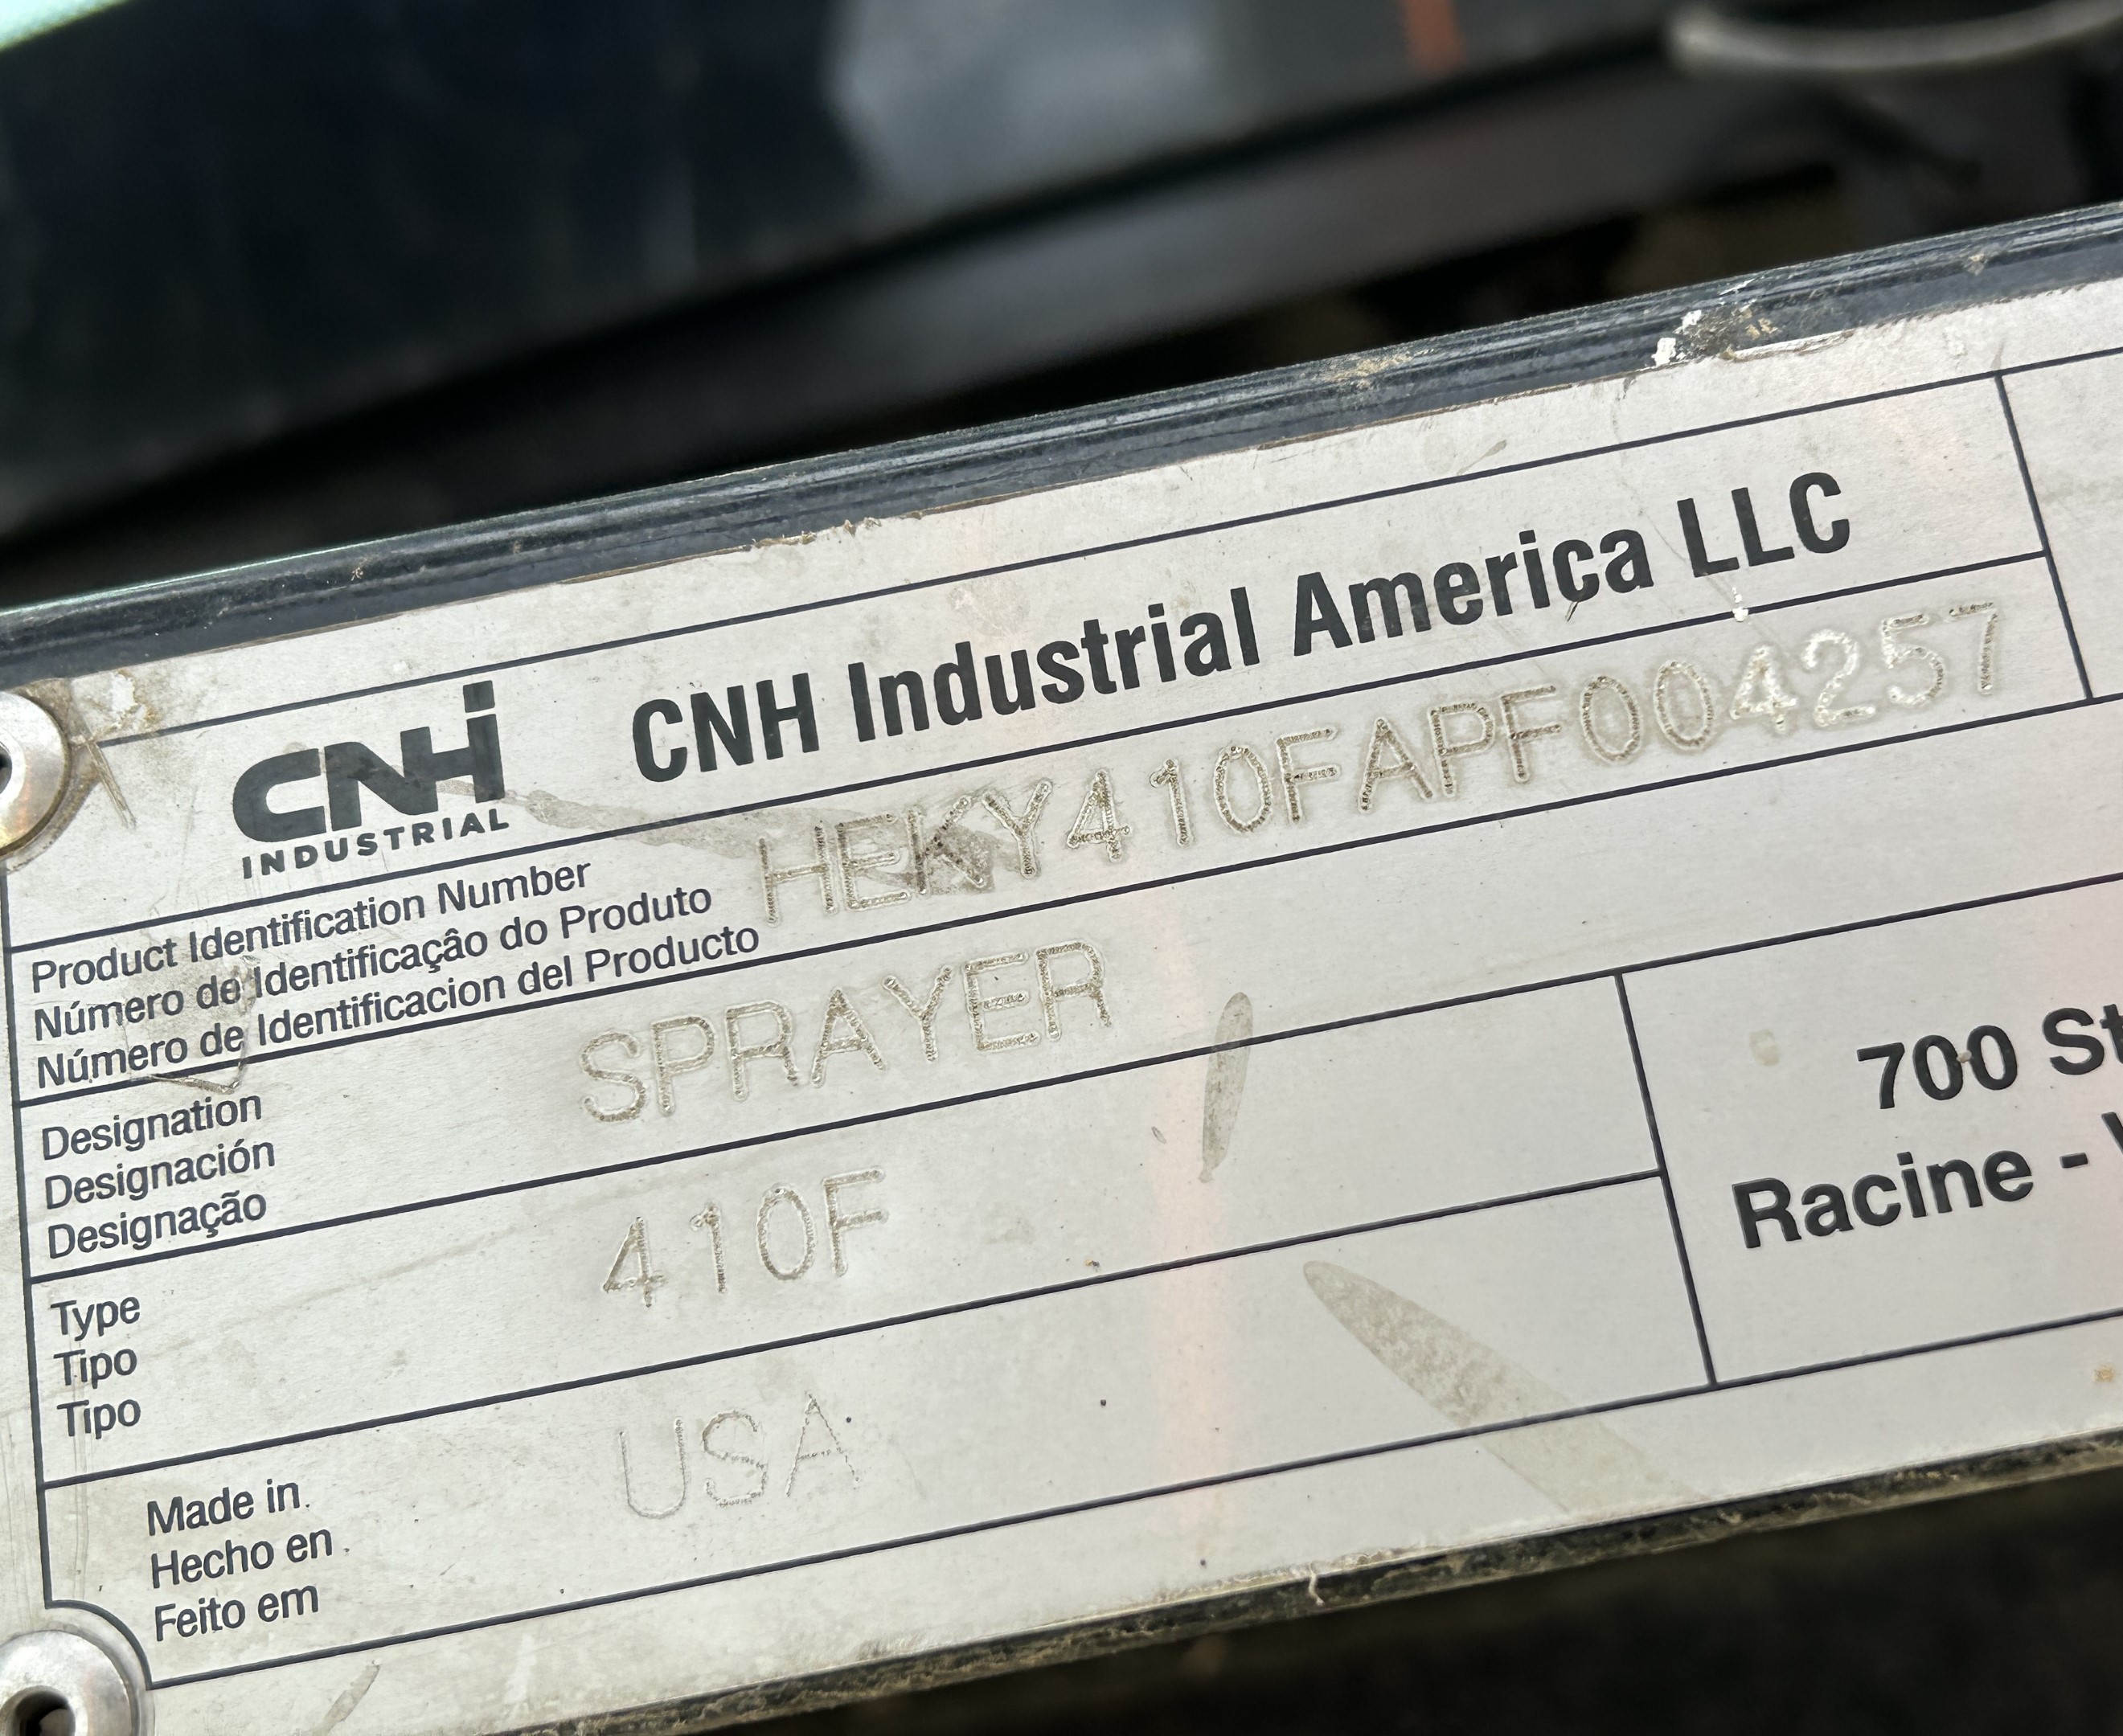 CNH
INDUSTRIAL
CNH Industrial America LLC
Product Identification Number
Número de Identificaçâo do Produto
Número de Identificacion del Producto
HEKY410FAPF004257
Designation
Designación
Designação
SPRAYER
Type
Tipo
Tipo
410F
Made in
Hecho en
Feito em
USA
700 St
Racine -